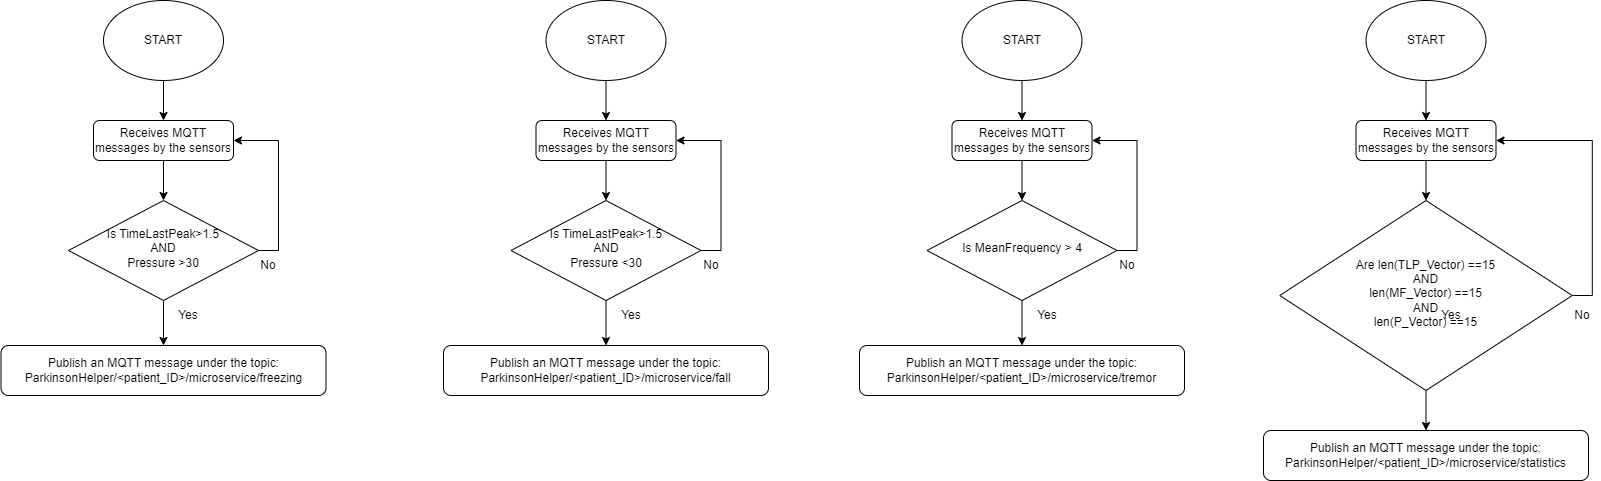 START
Receives MQTT
messages by the sensors
Is TimeLastPeak>1.5
AND
Pressure >30
No
Yes
Publish an MQTT message under the topic:
ParkinsonHelper/<patient_ID>/microservice/freezing
START
Receives MQTT
messages by the sensors
Is TimeLastPeak>1.5
AND
Pressure <30
No
Yes
Publish an MQTT message under the topic:
ParkinsonHelper/<patient_ID>/microservice/fall
START
Receives MQTT
messages by the sensors
Is MeanFrequency > 4
No
Yes
Publish an MQTT message under the topic:
ParkinsonHelper/<patient_ID>/microservice/tremor
START
Receives MQTT
messages by the sensors
Are len(TLP_Vector) ==15
AND
len(MF_Vector) ==15
AND
len(P_Vector) ==15
Yes
No
Publish an MQTT message under the topic:
ParkinsonHelper/<patient_ID>/microservice/statistics